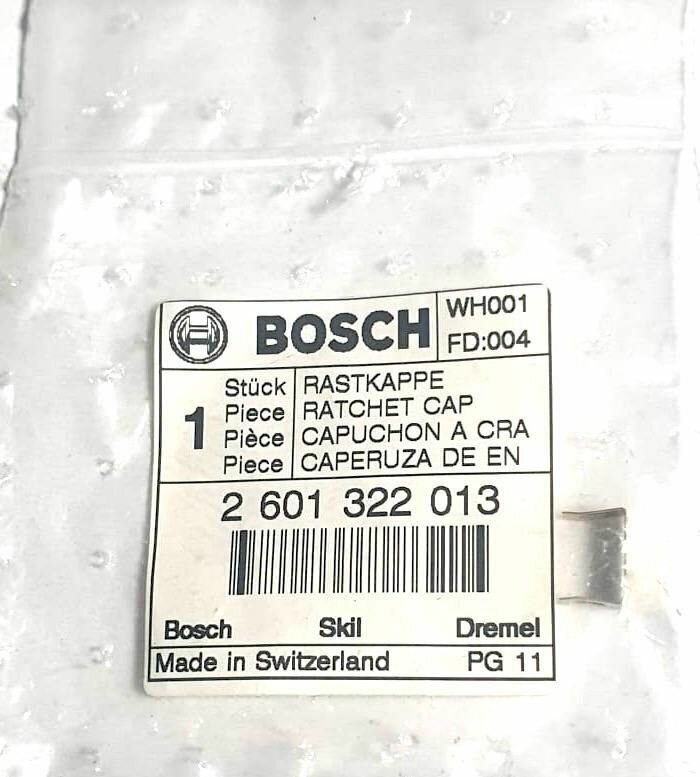 BOSCH WH001
FD:004
1 Stück RASTKAPPE
Piece RATCHET CAP
Pièce CAPUCHON A CRA
Piece CAPERUZA DE EN
2 601 322 013
Bosch Skil Dremel
Made in Switzerland PG 11